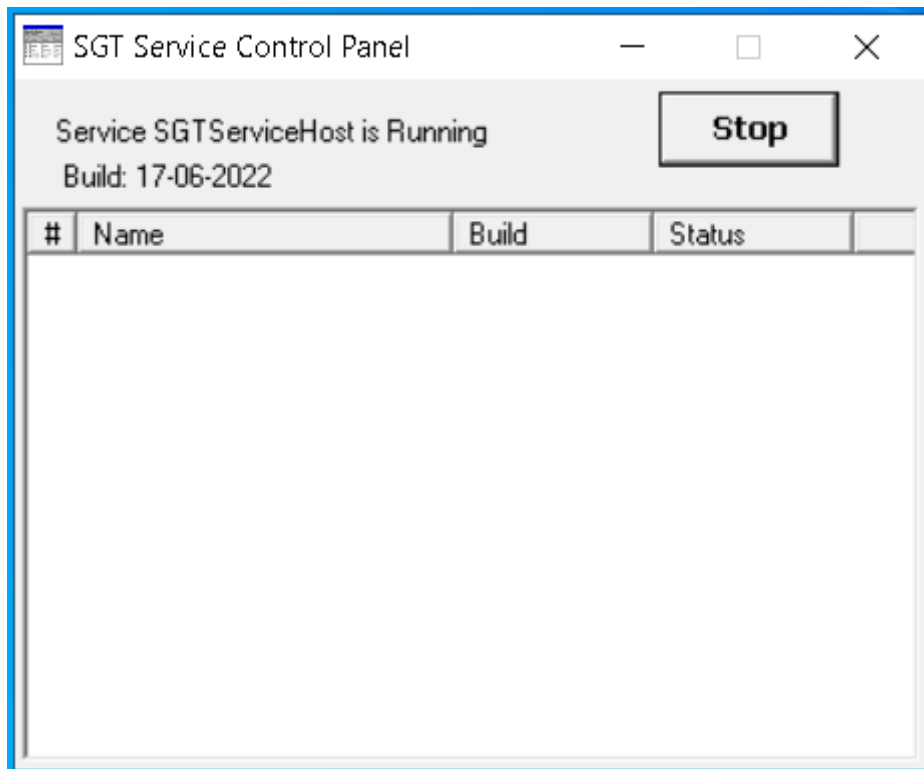 SGT Service Control Panel
Service SGTServiceHost is Running
Stop
Build: 17-06-2022
# Name Build Status